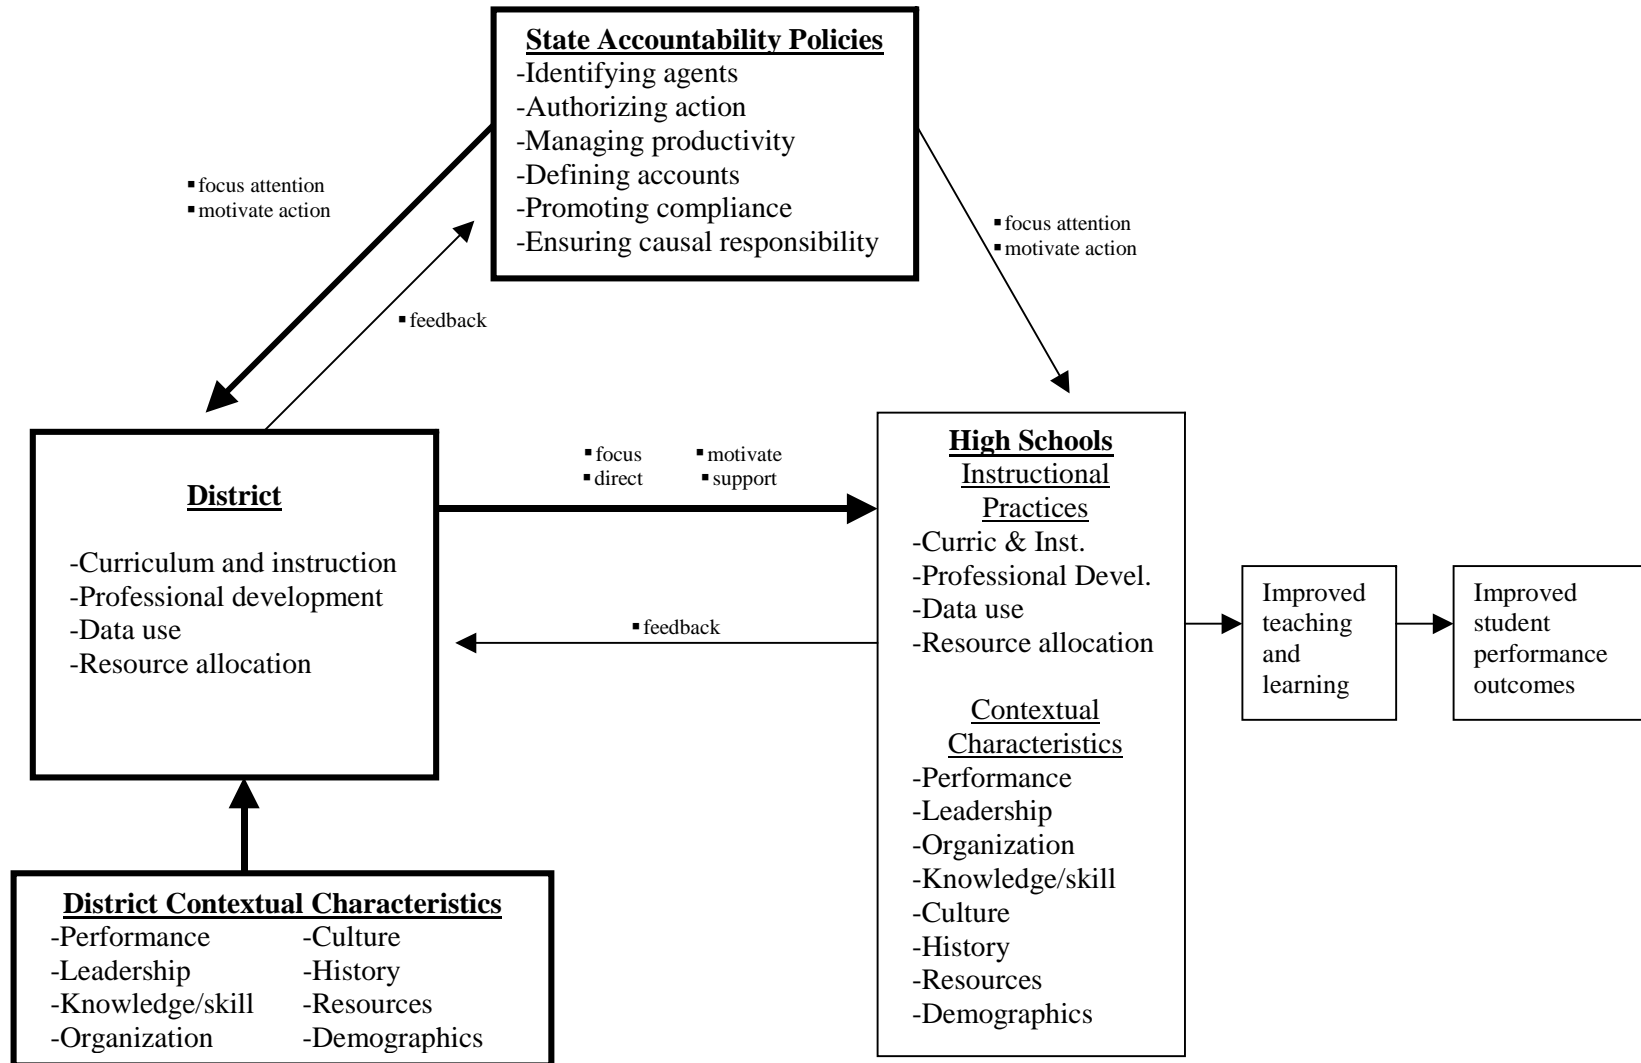 State Accountability Policies
-Identifying agents
-Authorizing action
-Managing productivity
-Defining accounts
-Promoting compliance
-Ensuring causal responsibility
▪ focus attention
▪ motivate action
▪ feedback
▪ focus attention
▪ motivate action
District
-Curriculum and instruction
-Professional development
-Data use
-Resource allocation
▪ focus ▪ motivate
▪ direct ▪ support
▪ feedback
High Schools
Instructional
Practices
-Curric & Inst.
-Professional Devel.
-Data use
-Resource allocation
Contextual
Characteristics
-Performance
-Leadership
-Organization
-Knowledge/skill
-Culture
-History
-Resources
-Demographics
Improved
teaching
and
learning
Improved
student
performance
outcomes
District Contextual Characteristics
-Performance -Culture
-Leadership -History
-Knowledge/skill -Resources
-Organization -Demographics